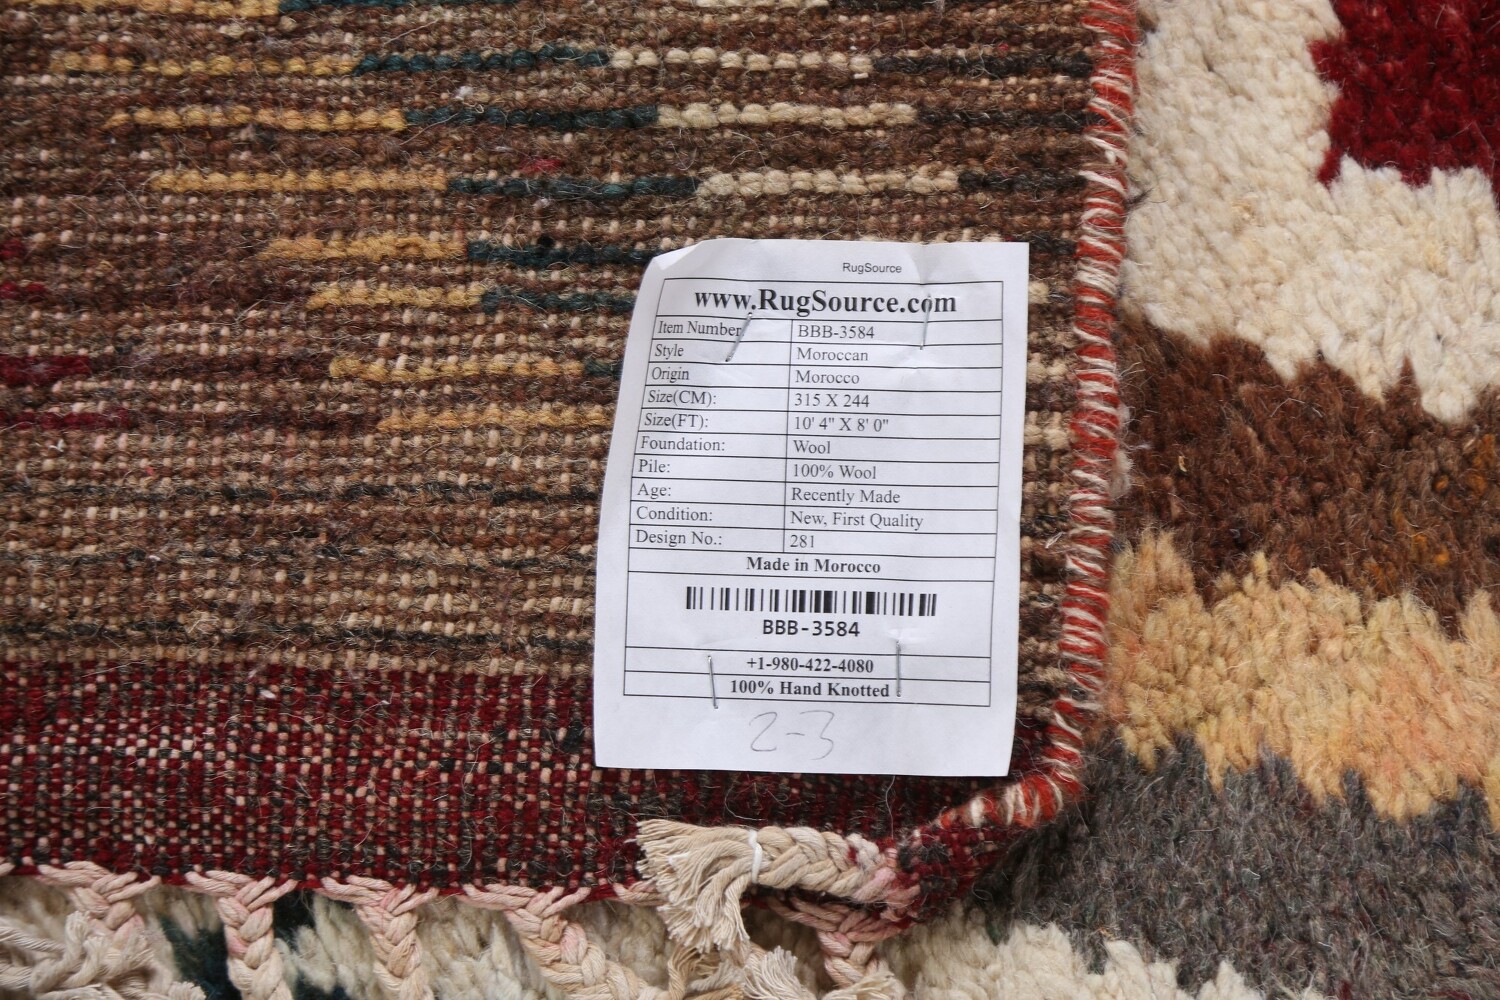 RugSource
www.RugSource.com
Item Number BBB-3584
Style Moroccan
Origin Morocco
Size(CM): 315 X 244
Size(FT): 10' 4" X 8' 0"
Foundation: Wool
Pile: 100% Wool
Age: Recently Made
Condition: New, First Quality
Design No.: 281
Made in Morocco
BBB-3584
+1-980-422-4080
100% Hand Knotted
2-3